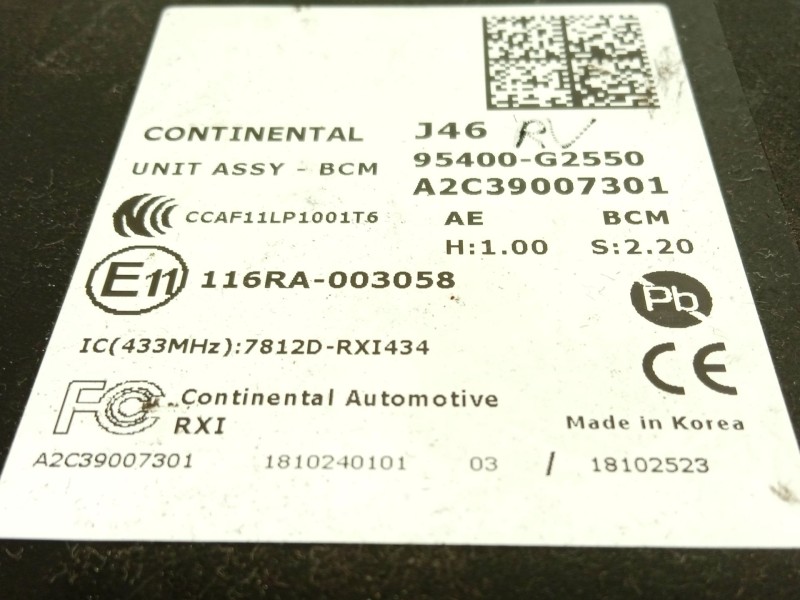 CONTINENTAL J46 RV
UNIT ASSY - BCM 95400-G2550
A2C39007301
CCAF11LP1001T6 AE BCM
H:1.00 S:2.20
E11 116RA-003058
Pb
IC(433MHz):7812D-RXI434
CE
FC Continental Automotive
RXI
Made in Korea
A2C39007301 1810240101 03 / 18102523